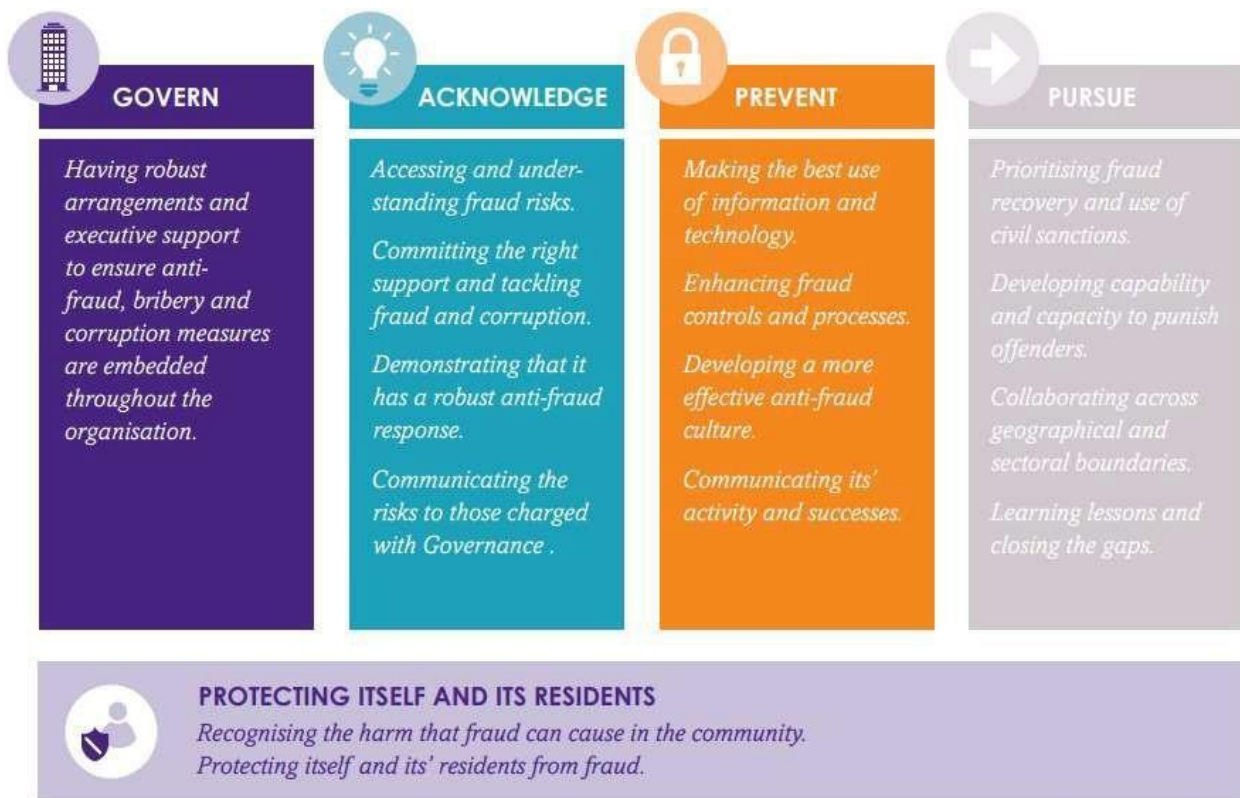 GOVERN
Having robust
arrangements and
executive support
to ensure anti-
fraud, bribery and
corruption measures
are embedded
throughout the
organisation.
ACKNOWLEDGE
Accessing and under-
standing fraud risks.
Committing the right
support and tackling
fraud and corruption.
Demonstrating that it
has a robust anti-fraud
response.
Communicating the
risks to those charged
with Governance .
PREVENT
Making the best use
of information and
technology.
Enhancing fraud
controls and processes.
Developing a more
effective anti-fraud
culture.
Communicating its’
activity and successes.
PURSUE
Prioritising fraud
recovery and use of
civil sanctions.
Developing capability
and capacity to punish
offenders.
Collaborating across
geographical and
sectoral boundaries.
Learning lessons and
closing the gaps.
PROTECTING ITSELF AND ITS RESIDENTS
Recognising the harm that fraud can cause in the community.
Protecting itself and its’ residents from fraud.